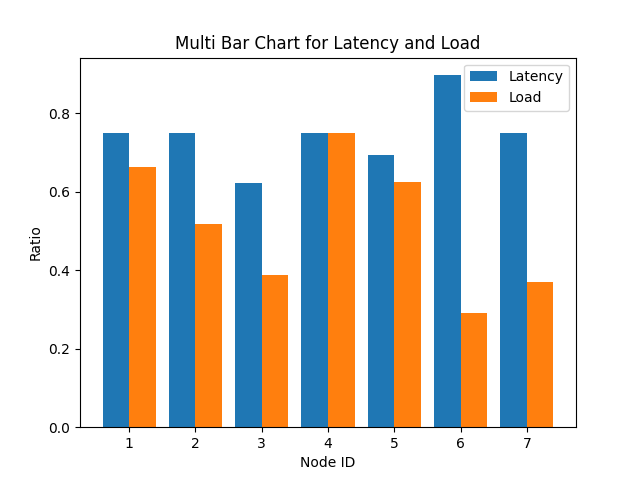 Multi Bar Chart for Latency and Load
Latency
Load
0.8
0.6
0.4
0.2
0.0
Ratio
1 2 3 4 5 6 7
Node ID